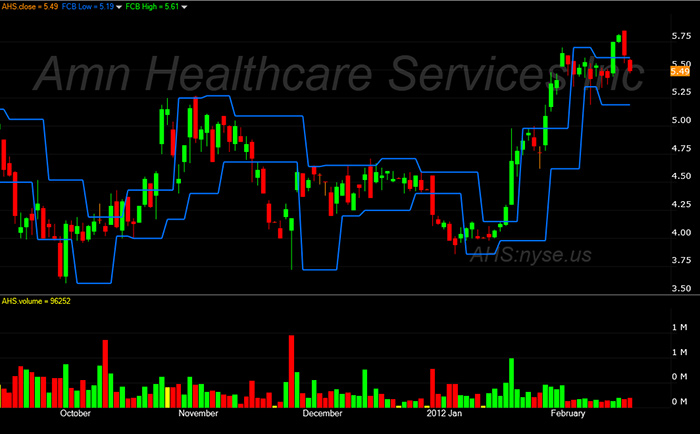 AHS.close = 5.49 FCB Low = 5.19 FCB High = 5.61
Amn Healthcare Services Inc
5.75
5.50
5.49
5.25
5.00
4.75
4.50
4.25
4.00
3.75
3.50
AHS:nyse.us
AHS.volume = 96252
1 M
1 M
0 M
0 M
October November December 2012 Jan February